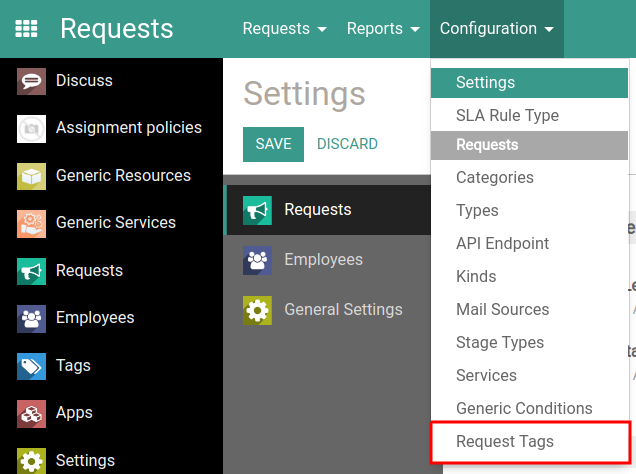 Requests
Requests
Reports
Configuration
Discuss
Assignment policies
Generic Resources
Generic Services
Requests
Employees
Tags
Apps
Settings
Settings
SAVE
DISCARD
Requests
Employees
General Settings
Settings
SLA Rule Type
Requests
Categories
Types
API Endpoint
Kinds
Mail Sources
Stage Types
Services
Generic Conditions
Request Tags